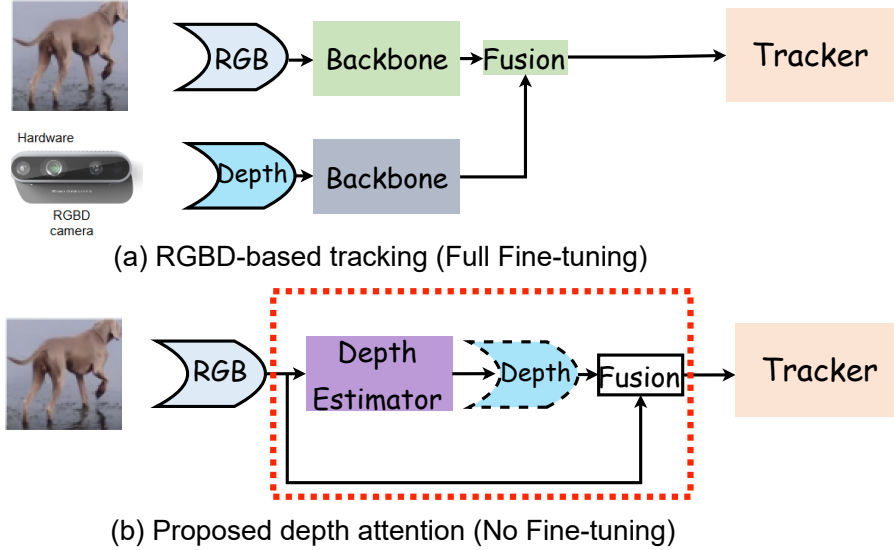 RGB
Backbone
Fusion
Tracker
Hardware
Depth
Backbone
RGBD
camera
(a) RGBD-based tracking (Full Fine-tuning)
RGB
Depth
Estimator
Depth
Fusion
Tracker
(b) Proposed depth attention (No Fine-tuning)